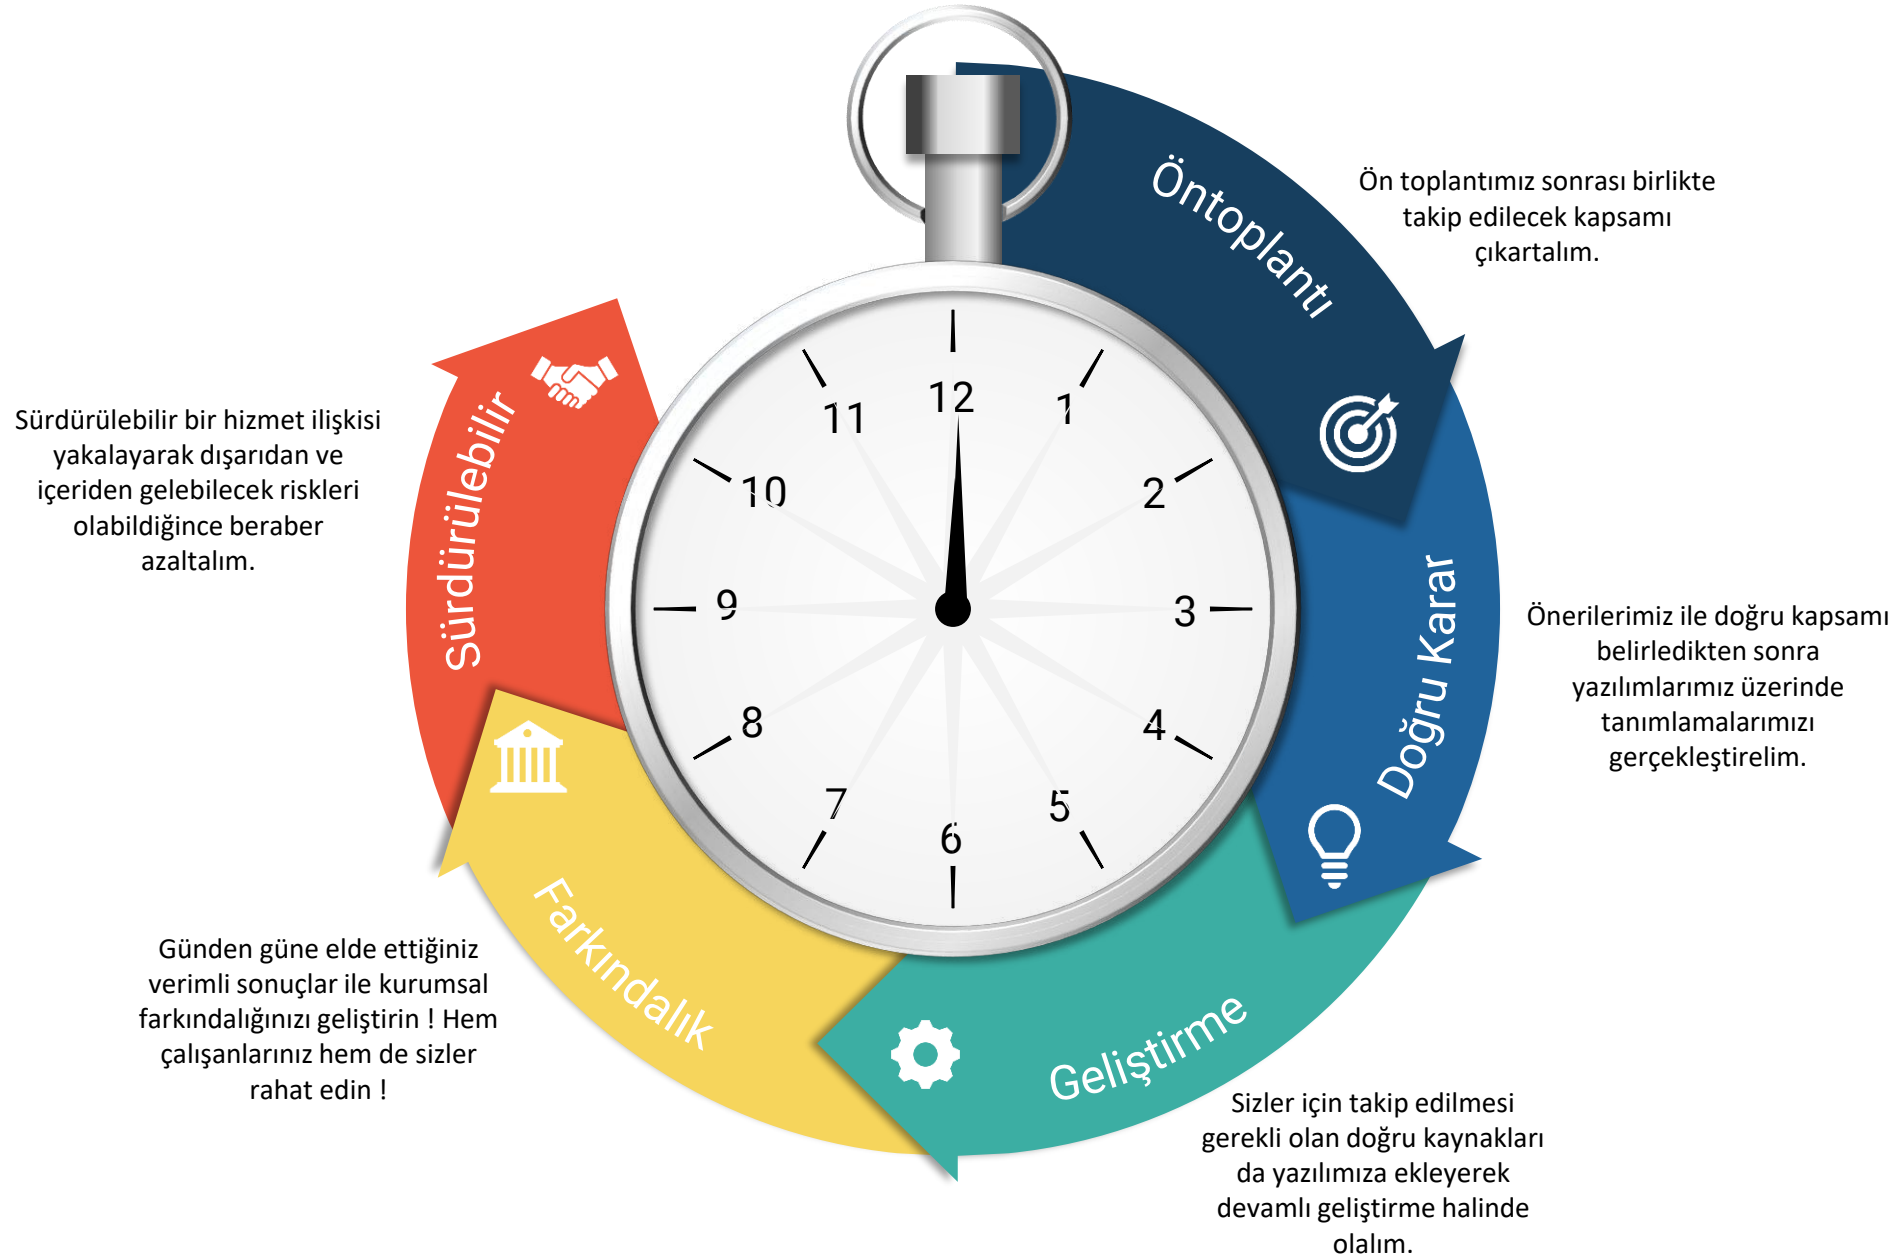 Öntoplantı
Ön toplantımız sonrası birlikte
takip edilecek kapsamı
çıkartalım.
Doğru Karar
Önerilerimiz ile doğru kapsamı
belirledikten sonra
yazılımlarımız üzerinde
tanımlamalarımızı
gerçekleştirelim.
Geliştirme
Sizler için takip edilmesi
gerekli olan doğru kaynakları
da yazılımıza ekleyerek
devamlı geliştirme halinde
olalım.
Farkındalık
Günden güne elde ettiğiniz
verimli sonuçlar ile kurumsal
farkındalığınızı geliştirin ! Hem
çalışanlarınız hem de sizler
rahat edin !
Sürdürülebilir
Sürdürülebilir bir hizmet ilişkisi
yakalayarak dışarıdan ve
içeriden gelebilecek riskleri
olabildiğince beraber
azaltalım.
12
1
2
3
4
5
6
7
8
9
10
11